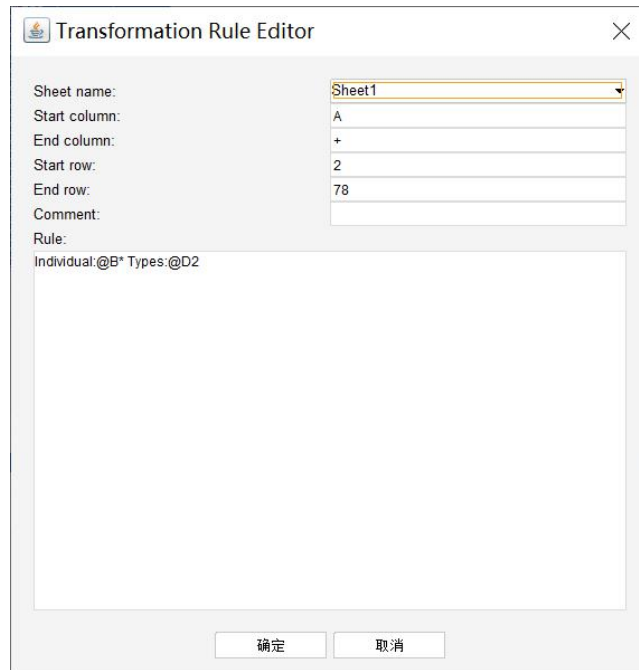 Transformation Rule Editor
Sheet name: Sheet1
Start column: A
End column: +
Start row: 2
End row: 78
Comment:
Rule:
Individual:@B* Types:@D2
确定 取消